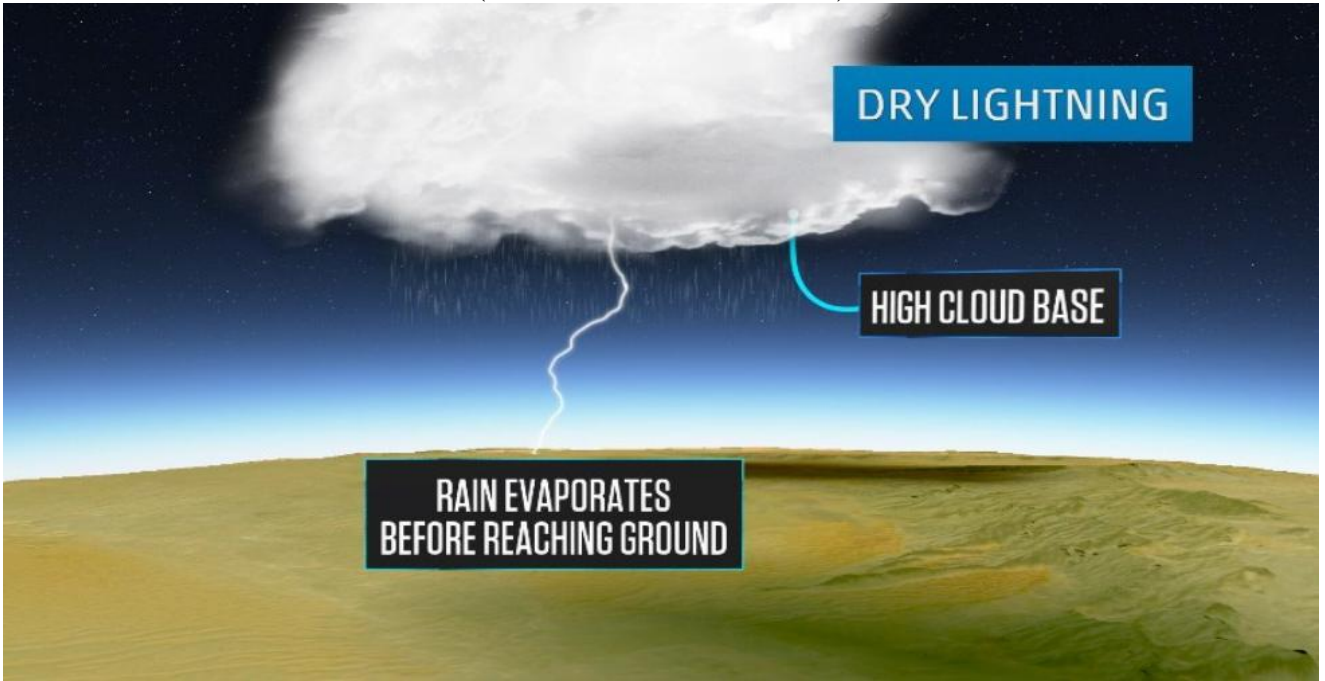 DRY LIGHTNING
HIGH CLOUD BASE
RAIN EVAPORATES
BEFORE REACHING GROUND